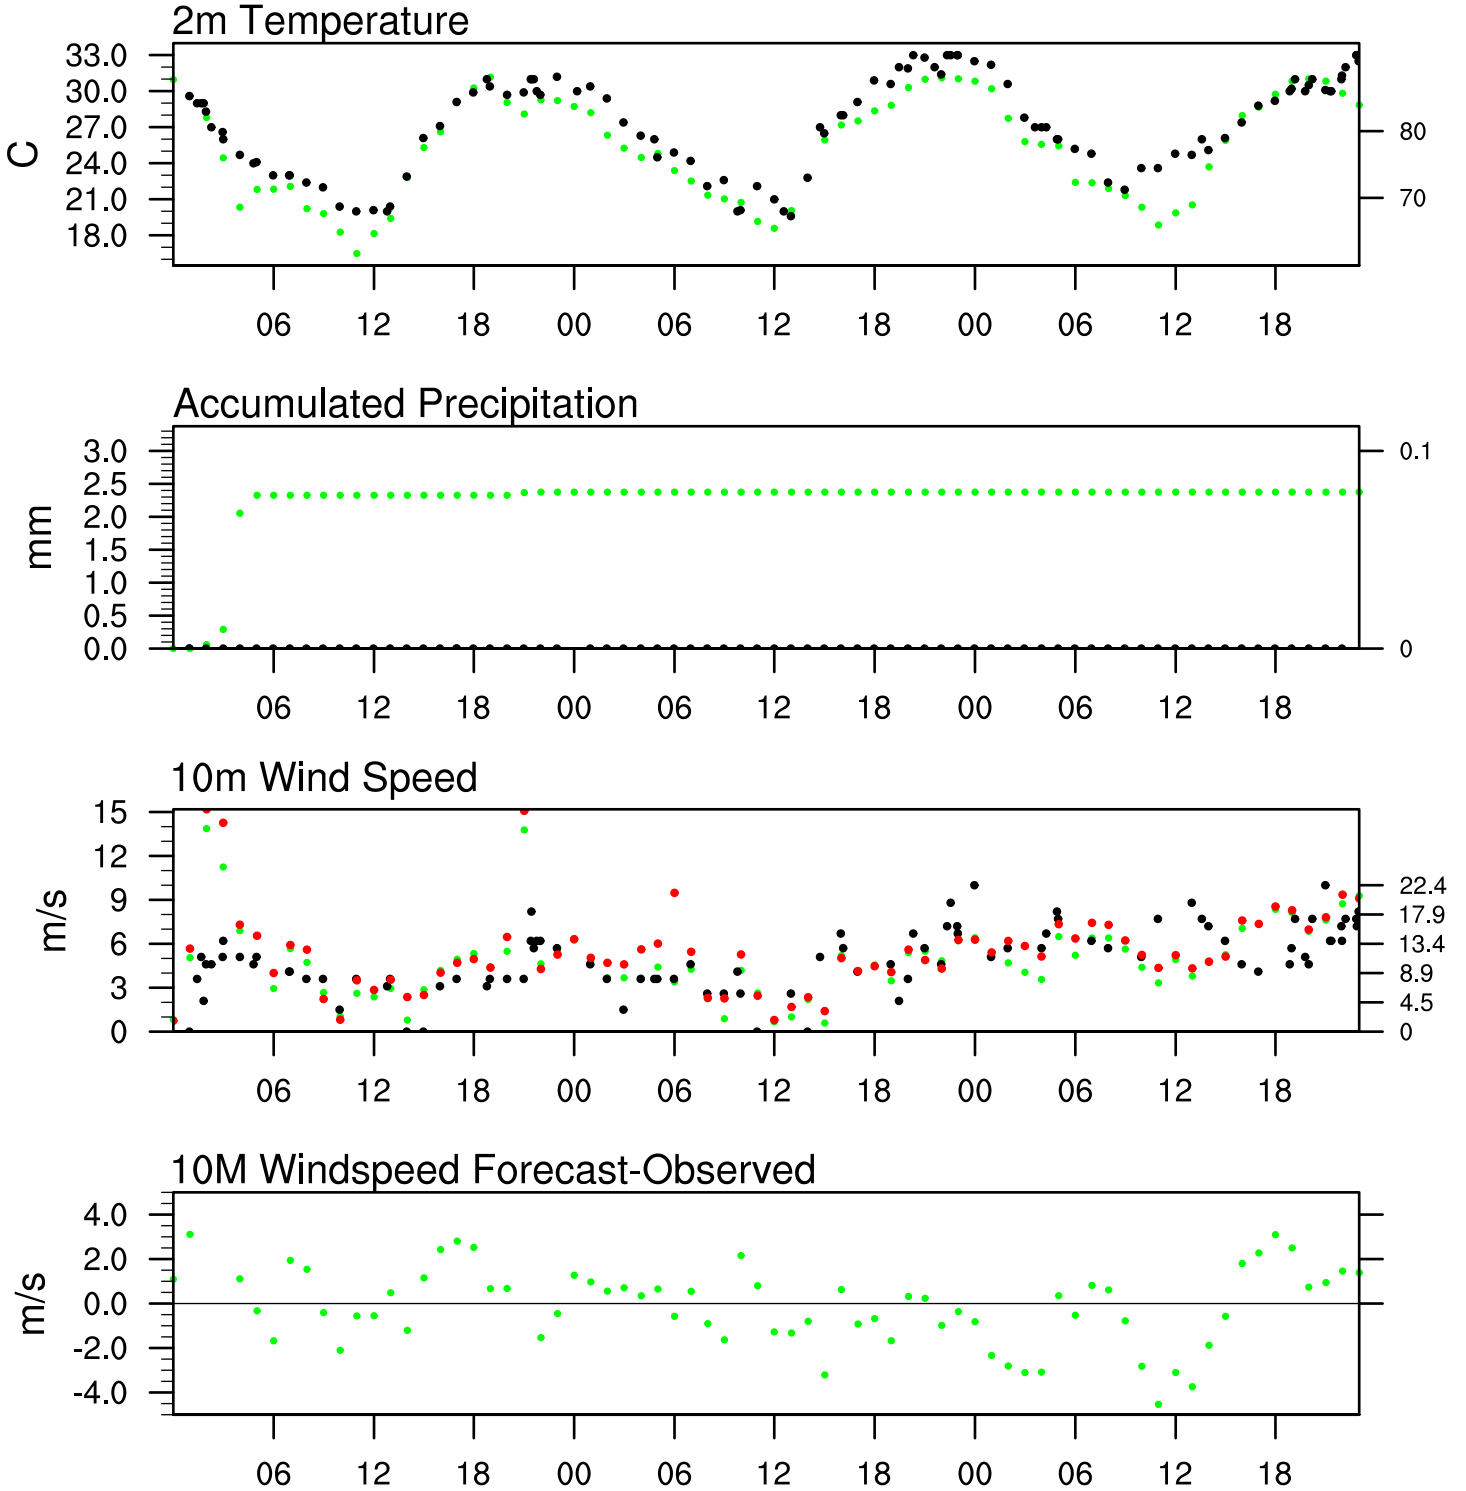 2m Temperature
33.0
30.0
27.0
24.0
21.0
18.0
C
80
70
06 12 18 00 06 12 18 00 06 12 18
Accumulated Precipitation
3.0
2.5
2.0
1.5
1.0
0.5
0.0
mm
0.1
0
06 12 18 00 06 12 18 00 06 12 18
10m Wind Speed
15
12
9
6
3
0
m/s
22.4
17.9
13.4
8.9
4.5
0
06 12 18 00 06 12 18 00 06 12 18
10M Windspeed Forecast-Observed
4.0
2.0
0.0
-2.0
-4.0
m/s
06 12 18 00 06 12 18 00 06 12 18